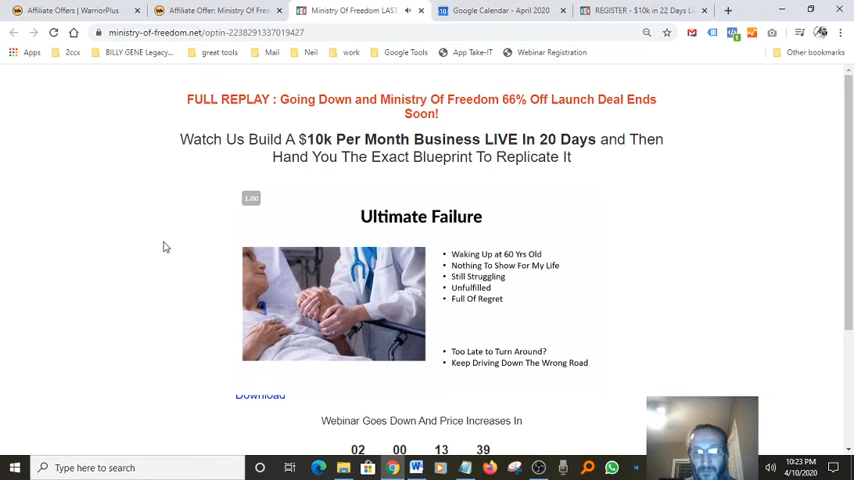 Affiliate Offers | WarriorPlus
Affiliate Offer: Ministry Of Free
Ministry Of Freedom LAS
Google Calendar - April 2020
REGISTER - $10k in 22 Days Li
ministry-of-freedom.net/optin-2238291337019427
Apps
2ccx
BILLY GENE Legacy...
great tools
Mail
Neil
work
Google Tools
App Take-IT
Webinar Registration
Other bookmarks
FULL REPLAY : Going Down and Ministry Of Freedom 66% Off Launch Deal Ends
Soon!
Watch Us Build A $10k Per Month Business LIVE In 20 Days and Then
Hand You The Exact Blueprint To Replicate It
1.00
Ultimate Failure
• Waking Up at 60 Yrs Old
• Nothing To Show For My Life
• Still Struggling
• Unfulfilled
• Full Of Regret
• Too Late to Turn Around?
• Keep Driving Down The Wrong Road
Download
Webinar Goes Down And Price Increases In
02 00 13 39
Type here to search
10:23 PM
4/10/2020